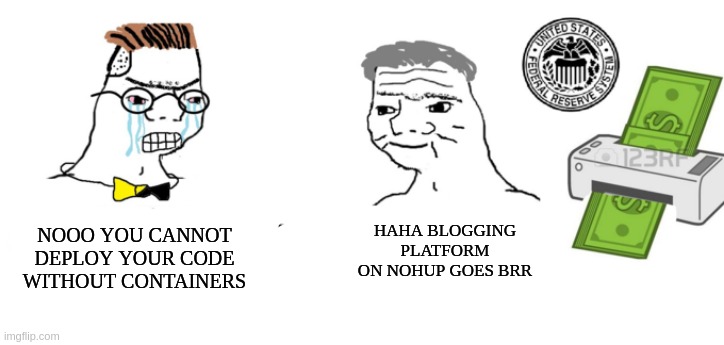 UNITED STATES
FEDERAL RESERVE SYSTEM
123RF
NOOO YOU CANNOT
DEPLOY YOUR CODE
WITHOUT CONTAINERS
HAHA BLOGGING
PLATFORM
ON NOHUP GOES BRR
imgflip.com